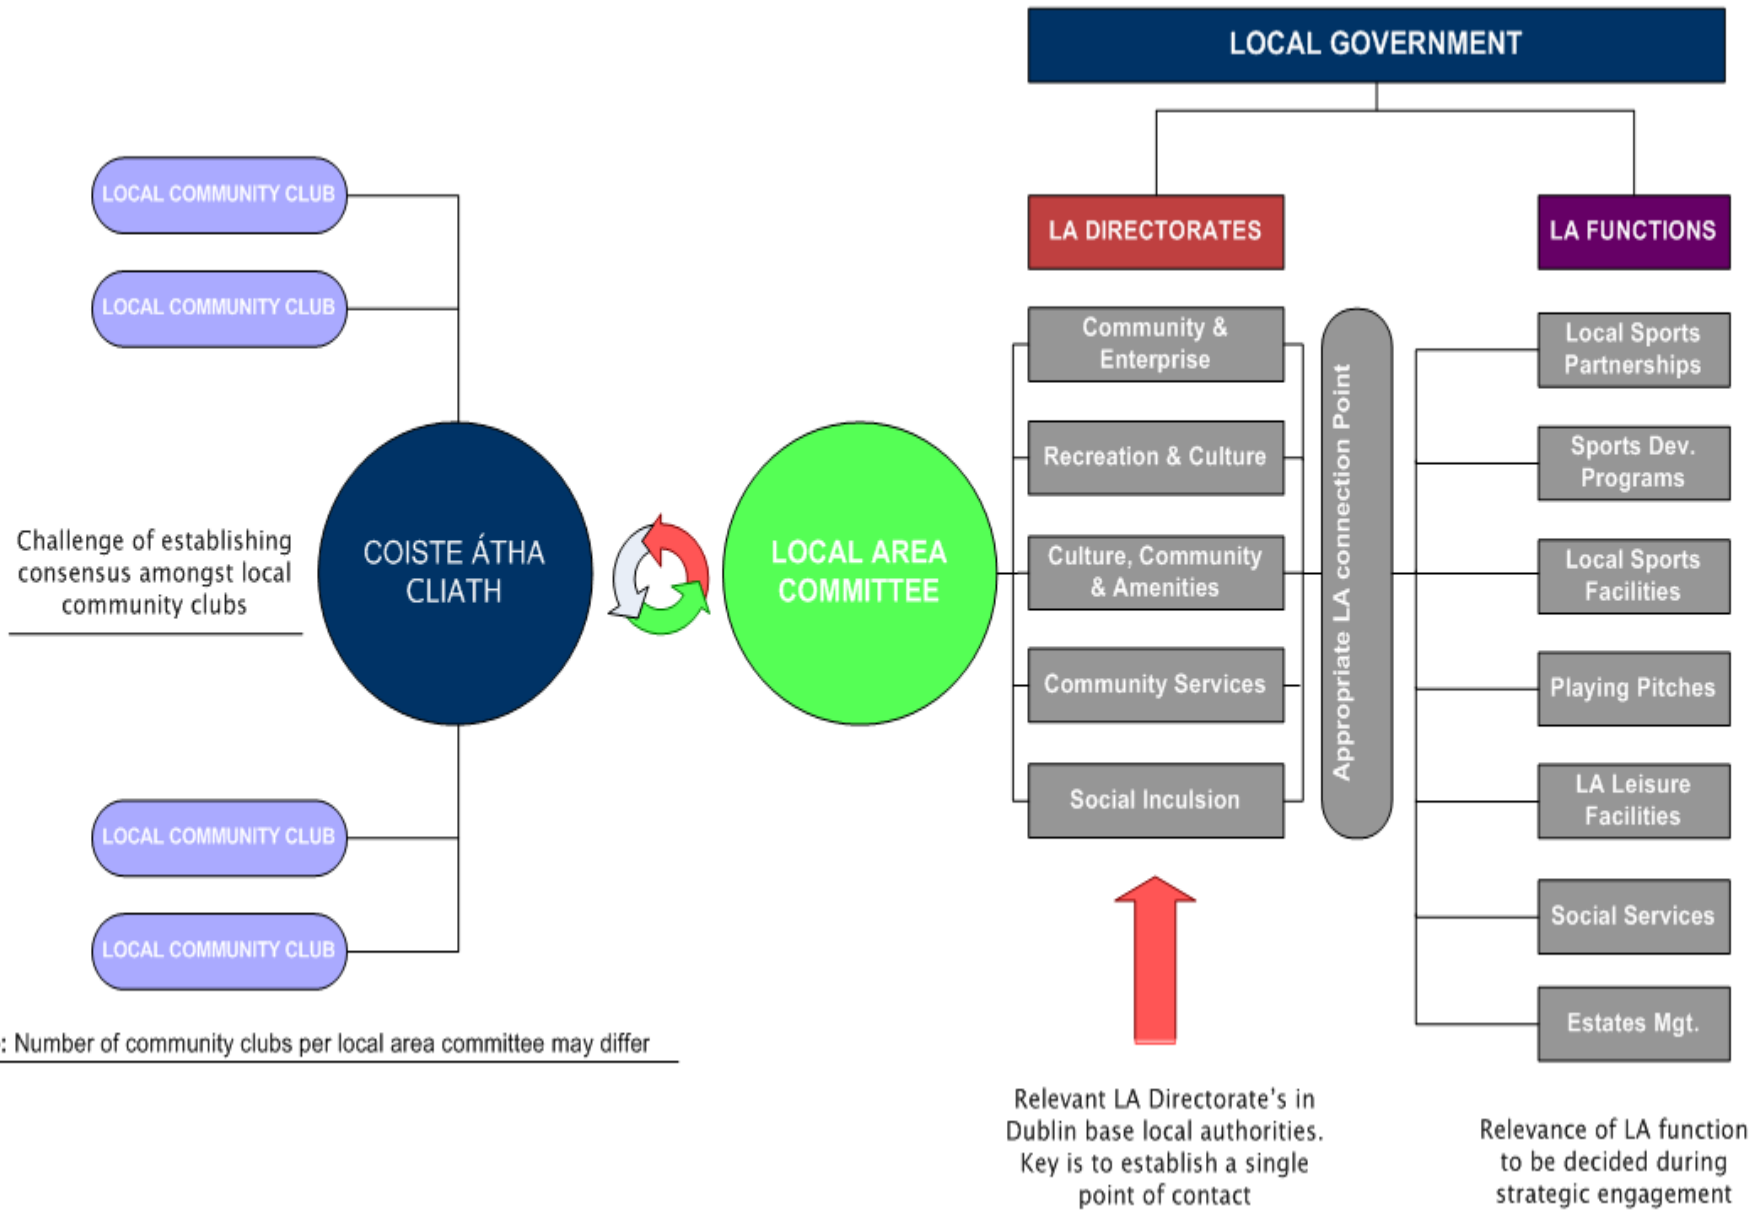 LOCAL GOVERNMENT
LA DIRECTORATES
LA FUNCTIONS
LOCAL COMMUNITY CLUB
LOCAL COMMUNITY CLUB
COISTE ÁTHA
CLIATH
Challenge of establishing
consensus amongst local
community clubs
LOCAL AREA
COMMITTEE
LOCAL COMMUNITY CLUB
LOCAL COMMUNITY CLUB
: Number of community clubs per local area committee may differ
Community &
Enterprise
Recreation & Culture
Culture, Community
& Amenities
Community Services
Social Inculsion
Appropriate LA connection Point
Local Sports
Partnerships
Sports Dev.
Programs
Local Sports
Facilities
Playing Pitches
LA Leisure
Facilities
Social Services
Estates Mgt.
Relevant LA Directorate's in
Dublin base local authorities.
Key is to establish a single
point of contact
Relevance of LA function
to be decided during
strategic engagement